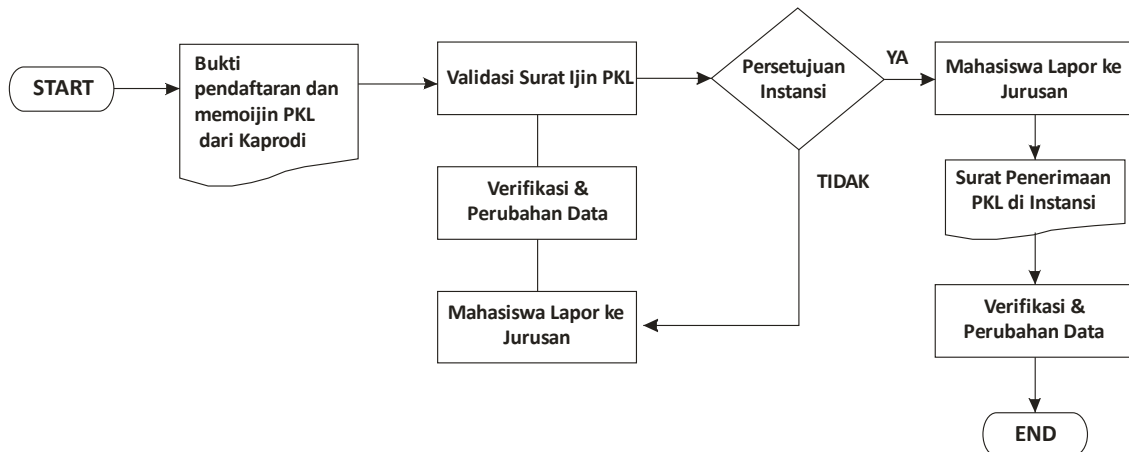 START
Bukti
pendaftaran dan
memoijin PKL
dari Kaprodi
Validasi Surat Ijin PKL
Persetujuan
Instansi
YA
Mahasiswa Lapor ke
Jurusan
TIDAK
Verifikasi &
Perubahan Data
Mahasiswa Lapor ke
Jurusan
Surat Penerimaan
PKL di Instansi
Verifikasi &
Perubahan Data
END